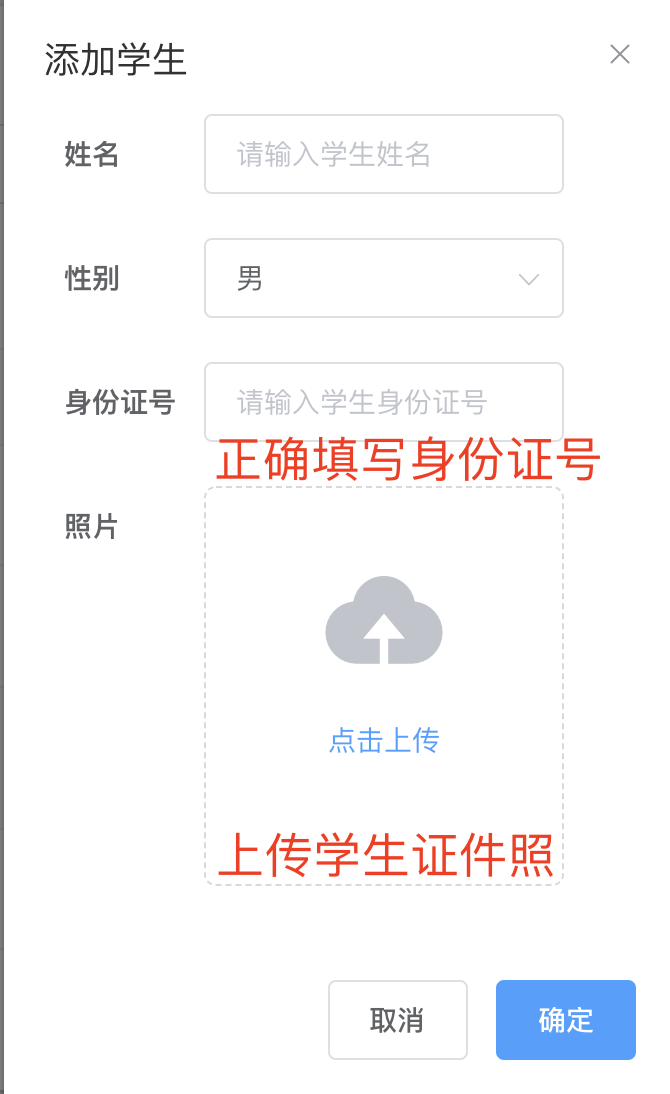 添加学生
姓名 请输入学生姓名
性别 男
身份证号 请输入学生身份证号
正确填写身份证号
照片
点击上传
上传学生证件照
取消 确定